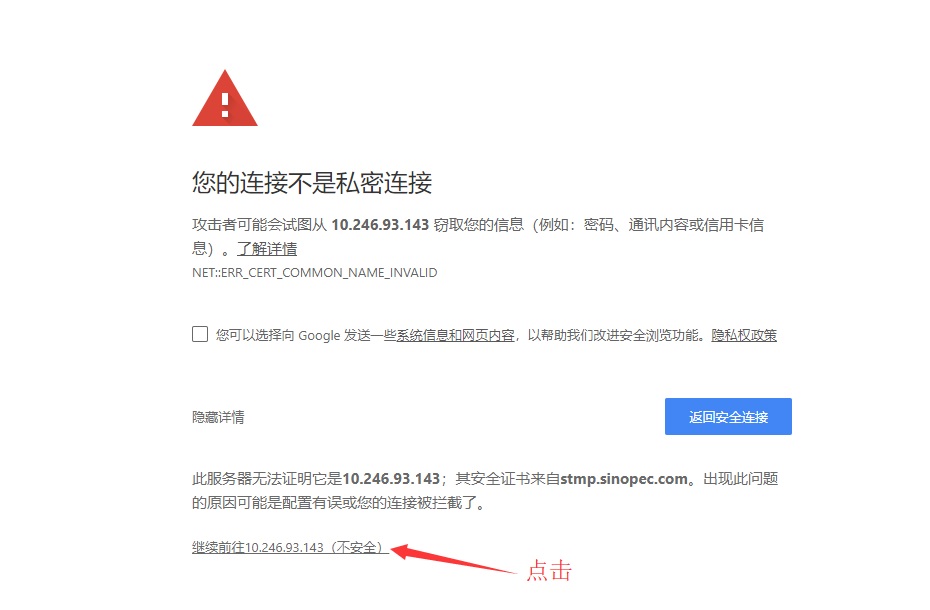 您的连接不是私密连接
攻击者可能会试图从 10.246.93.143 窃取您的信息（例如：密码、通讯内容或信用卡信
息）。了解详情
NET::ERR_CERT_COMMON_NAME_INVALID
您可以选择向 Google 发送一些系统信息和网页内容，以帮助我们改进安全浏览功能。隐私权政策
隐藏详情
返回安全连接
此服务器无法证明它是10.246.93.143；其安全证书来自stmp.sinopec.com。出现此问题
的原因可能是配置有误或您的连接被拦截了。
继续前往10.246.93.143（不安全）
点击